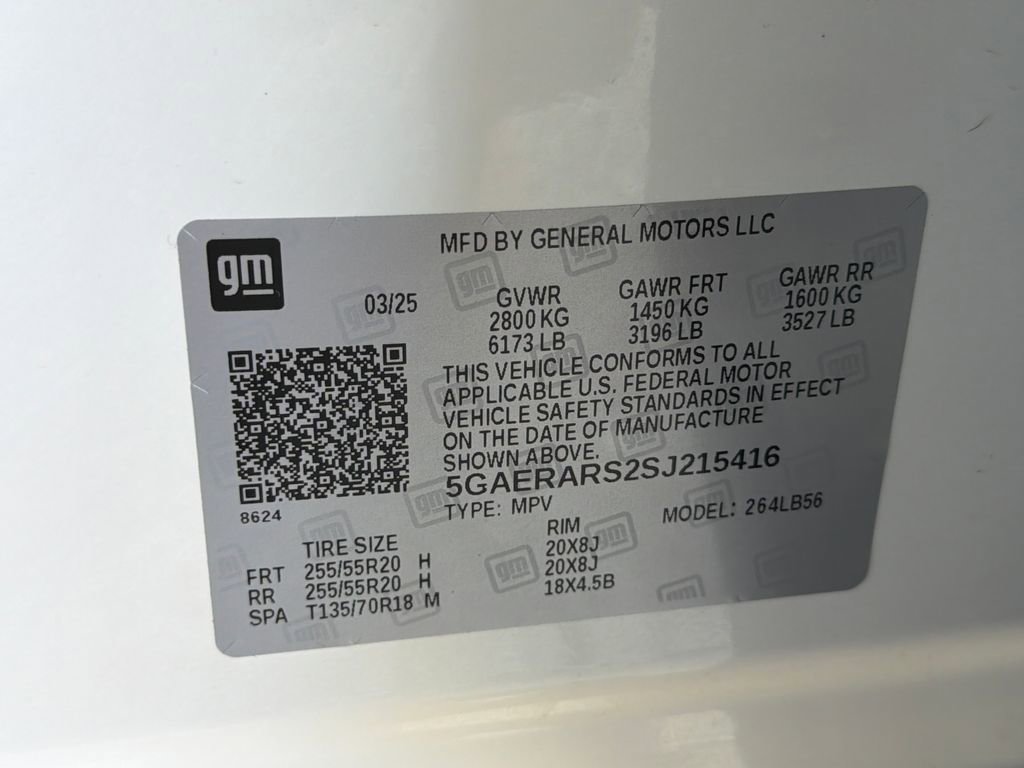 gm
MFD BY GENERAL MOTORS LLC
03/25
GVWR
2800 KG
6173 LB
GAWR FRT
1450 KG
3196 LB
GAWR RR
1600 KG
3527 LB
THIS VEHICLE CONFORMS TO ALL
APPLICABLE U.S. FEDERAL MOTOR
VEHICLE SAFETY STANDARDS IN EFFECT
ON THE DATE OF MANUFACTURE
SHOWN ABOVE.
5GAERARS2SJ215416
TYPE: MPV
MODEL: 264LB56
8624
TIRE SIZE
RIM
FRT 255/55R20 H 20X8J
RR 255/55R20 H 20X8J
SPA T135/70R18 M 18X4.5B